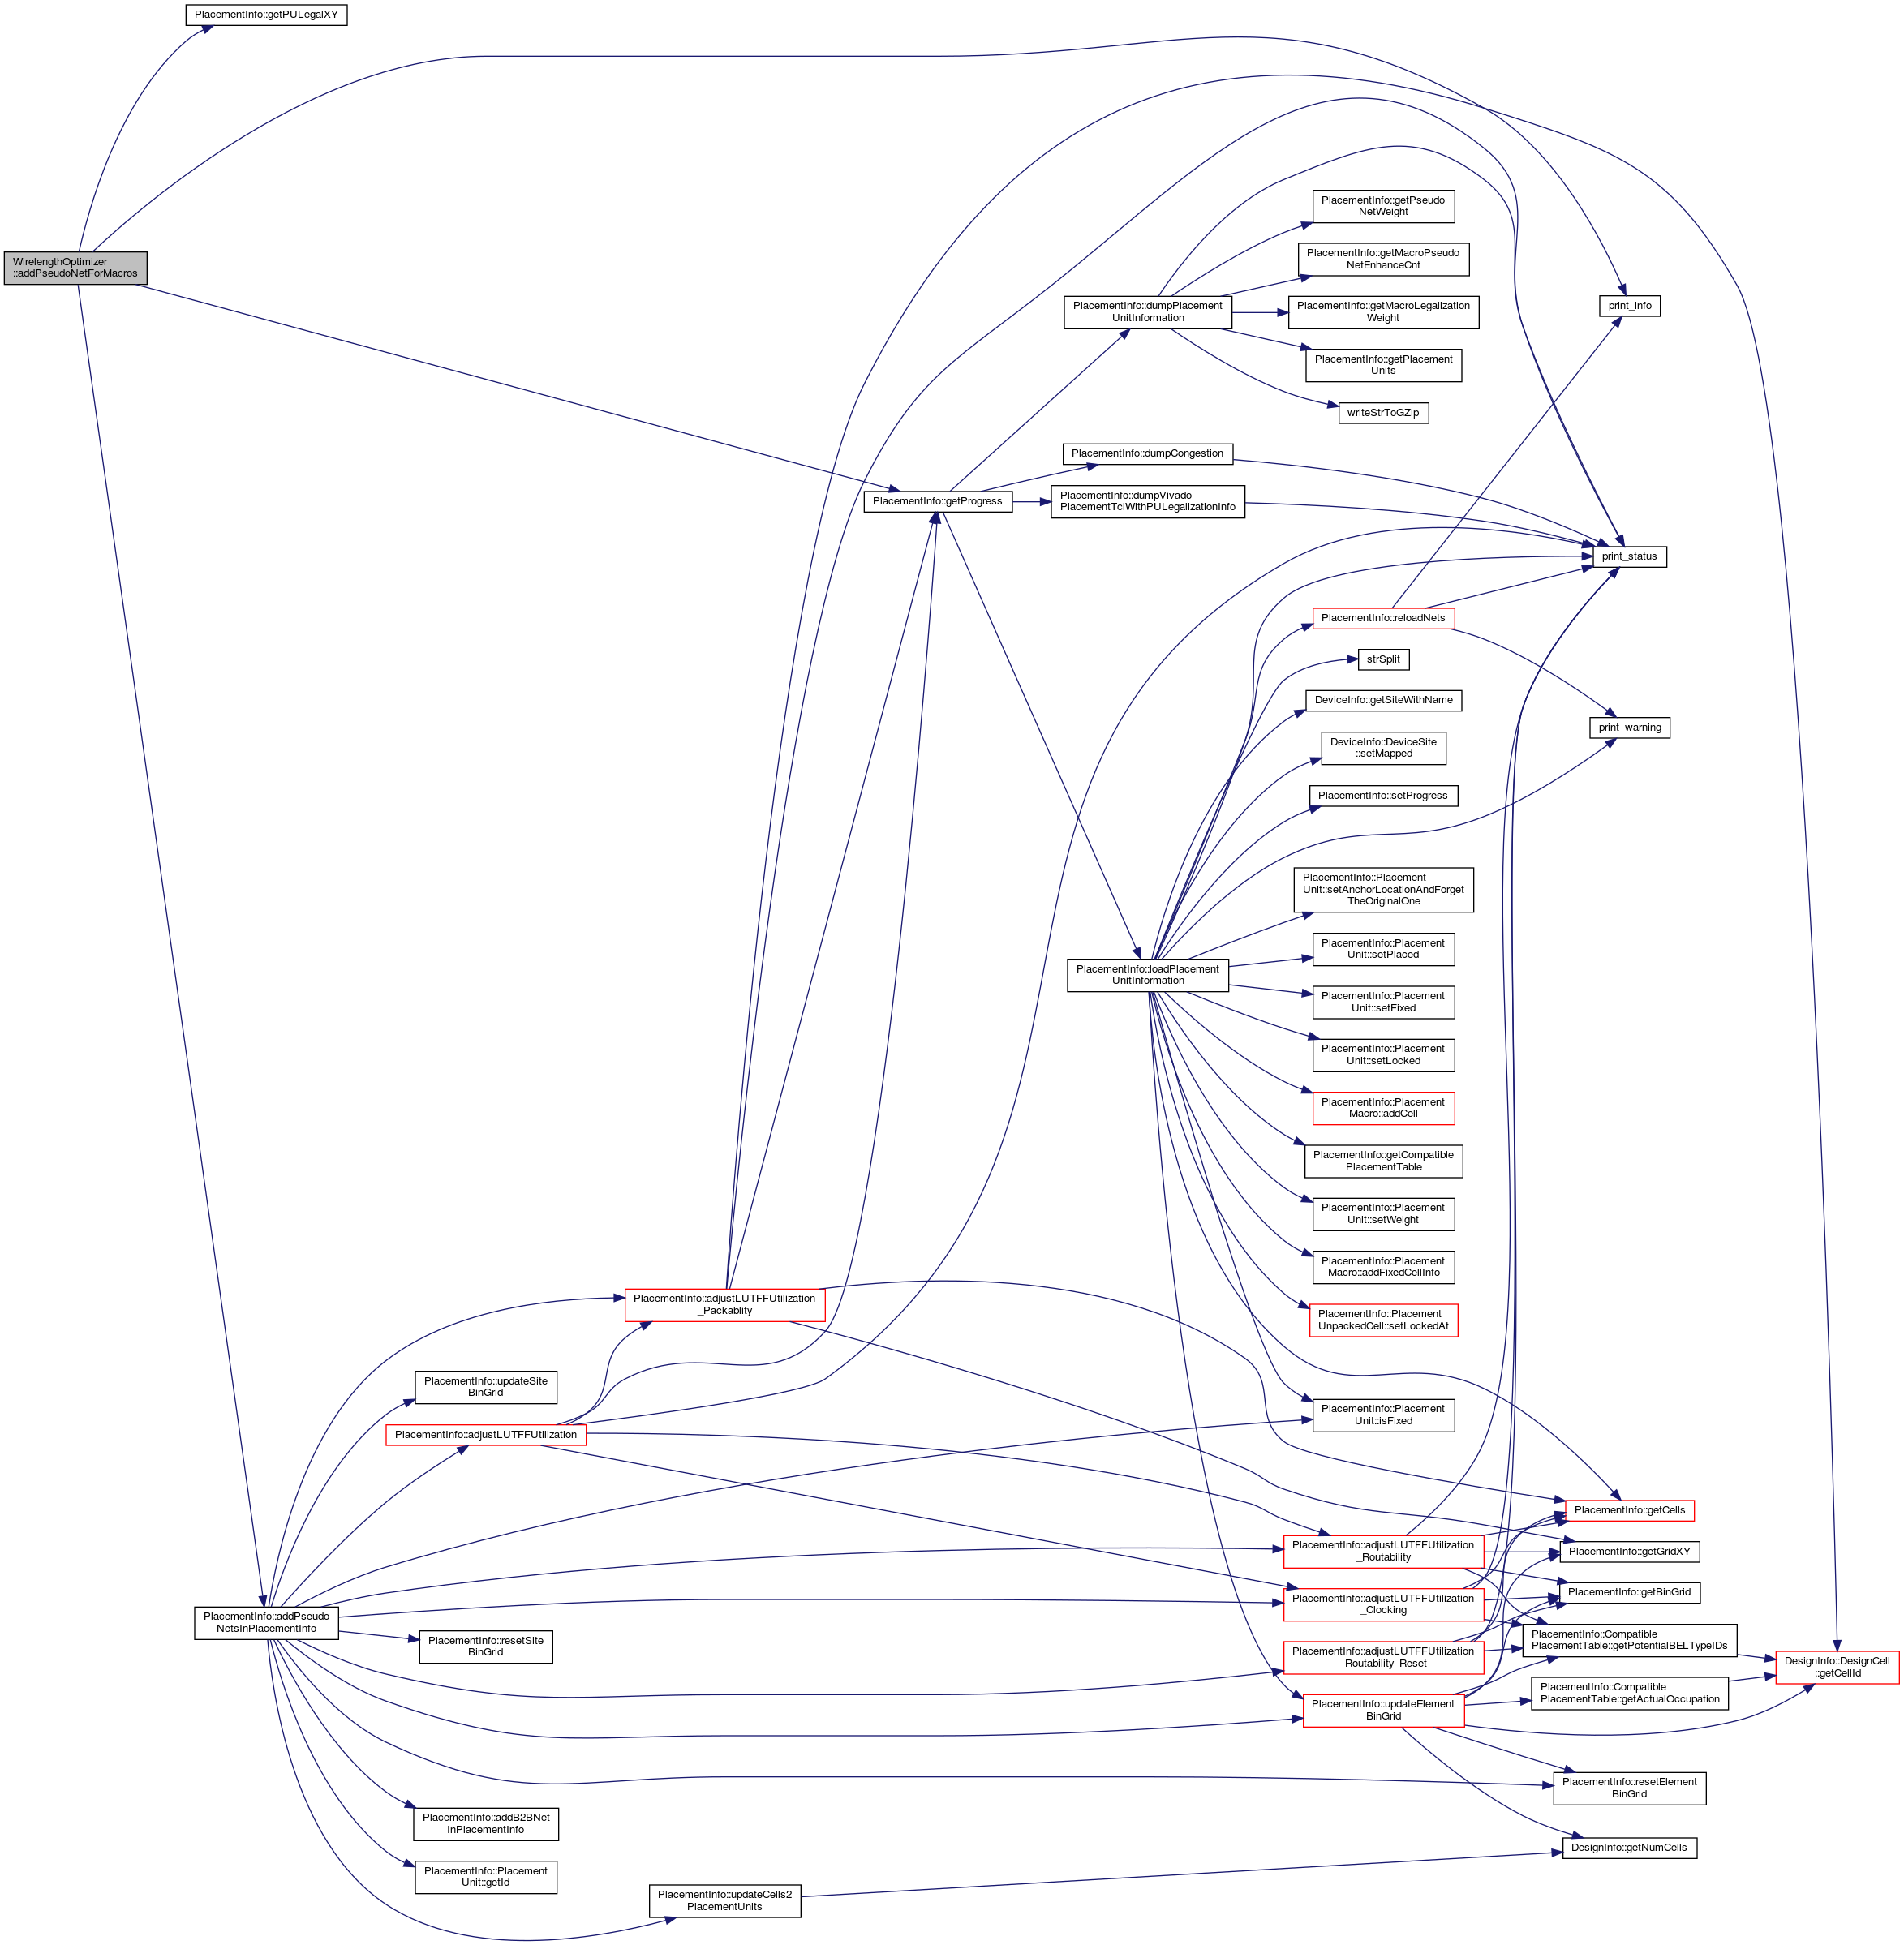 PlacementInfo::getPULegalXY
WirelengthOptimizer
::addPseudoNetForMacros
PlacementInfo::getPseudo
NetWeight
PlacementInfo::getMacroPseudo
NetEnhanceCnt
PlacementInfo::dumpPlacement
UnitInformation
PlacementInfo::getMacroLegalization
Weight
print_info
PlacementInfo::getPlacement
Units
writeStrToGZip
PlacementInfo::dumpCongestion
PlacementInfo::getProgress
PlacementInfo::dumpVivado
PlacementTclWithPULegalizationInfo
print_status
PlacementInfo::reloadNets
strSplit
DeviceInfo::getSiteWithName
print_warning
DeviceInfo::DeviceSite
::setMapped
PlacementInfo::setProgress
PlacementInfo::Placement
Unit::setAnchorLocationAndForget
TheOriginalOne
PlacementInfo::Placement
Unit::setPlaced
PlacementInfo::loadPlacement
UnitInformation
PlacementInfo::Placement
Unit::setFixed
PlacementInfo::Placement
Unit::setLocked
PlacementInfo::Placement
Macro::addCell
PlacementInfo::getCompatible
PlacementTable
PlacementInfo::Placement
Unit::setWeight
PlacementInfo::Placement
Macro::addFixedCellInfo
PlacementInfo::adjustLUTFFUtilization
_Packablity
PlacementInfo::Placement
UnpackedCell::setLockedAt
PlacementInfo::updateSite
BinGrid
PlacementInfo::Placement
Unit::isFixed
PlacementInfo::adjustLUTFFUtilization
PlacementInfo::getCells
PlacementInfo::adjustLUTFFUtilization
_Routability
PlacementInfo::getGridXY
PlacementInfo::getBinGrid
PlacementInfo::adjustLUTFFUtilization
_Clocking
PlacementInfo::addPseudo
NetsInPlacementInfo
PlacementInfo::resetSite
BinGrid
PlacementInfo::Compatible
PlacementTable::getPotentialBELTypeIDs
PlacementInfo::adjustLUTFFUtilization
_Routability_Reset
DesignInfo::DesignCell
::getCellId
PlacementInfo::Compatible
PlacementTable::getActualOccupation
PlacementInfo::updateElement
BinGrid
PlacementInfo::resetElement
BinGrid
PlacementInfo::addB2BNet
InPlacementInfo
DesignInfo::getNumCells
PlacementInfo::Placement
Unit::getId
PlacementInfo::updateCells2
PlacementUnits